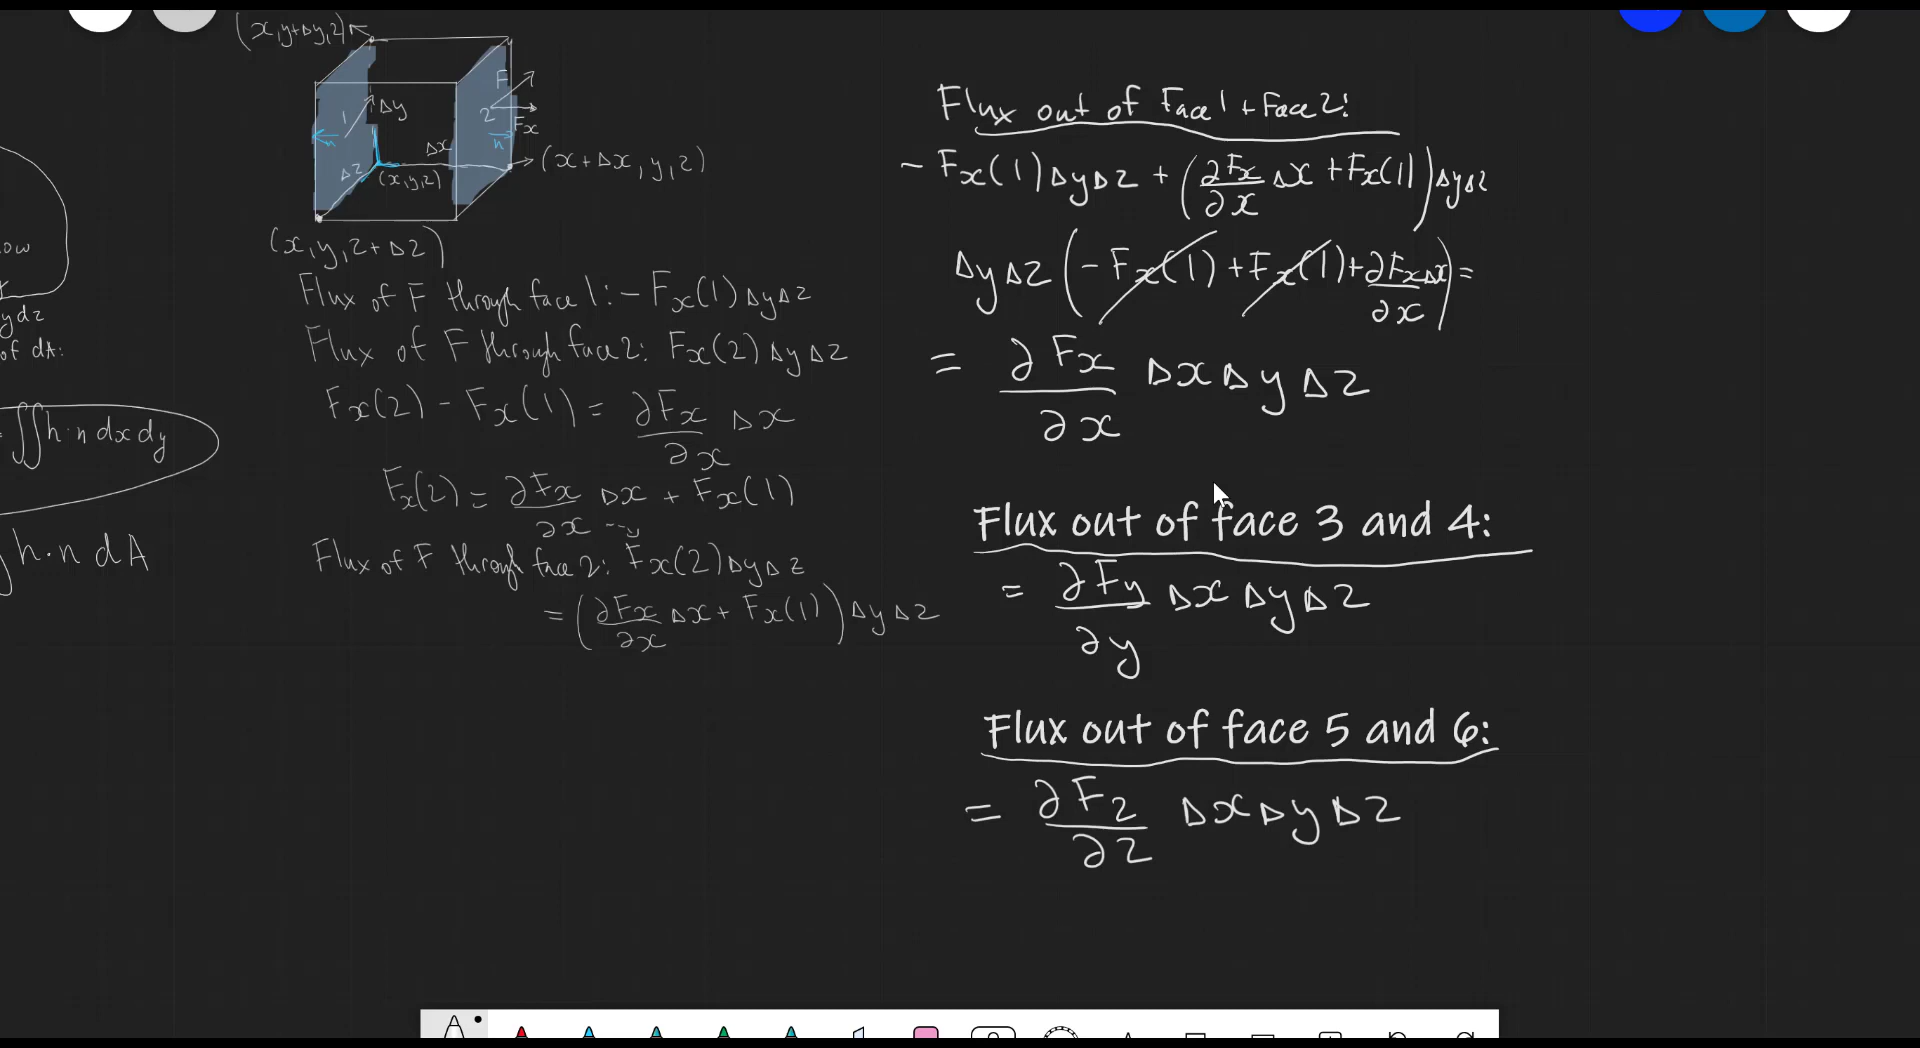 (x,y+Δy,z)
F
1
Δy
2
Fx
n
n
Δx
Δz
(x,y,z)
(x+Δx,y,z)
(x,y,z+Δz)
Flux of F through face 1: -Fx(1)ΔyΔz
Flux of F through face 2: Fx(2)ΔyΔz
Fx(2) - Fx(1) = ∂Fx/∂x Δx
Fx(2) = ∂Fx/∂x Δx + Fx(1)
Flux of F through face 2: Fx(2)ΔyΔz
= (∂Fx/∂x Δx + Fx(1)) ΔyΔz
ow
ydz
of dA:
= ∬h·n dxdy
h·n dA
Flux out of Face 1 + Face 2:
- Fx(1)ΔyΔz + (∂Fx/∂x Δx + Fx(1)) ΔyΔz
ΔyΔz (-Fx(1) + Fx(1) + ∂Fx/∂x Δx) =
= ∂Fx/∂x ΔxΔyΔz
Flux out of face 3 and 4:
= ∂Fy/∂y ΔxΔyΔz
Flux out of face 5 and 6:
= ∂Fz/∂z ΔxΔyΔz